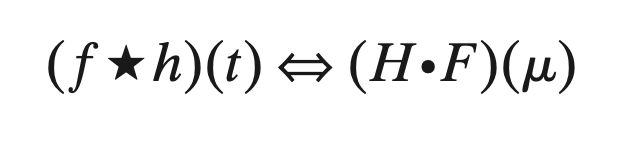 (f ★ h)(t) ⇔ (H•F)(μ)